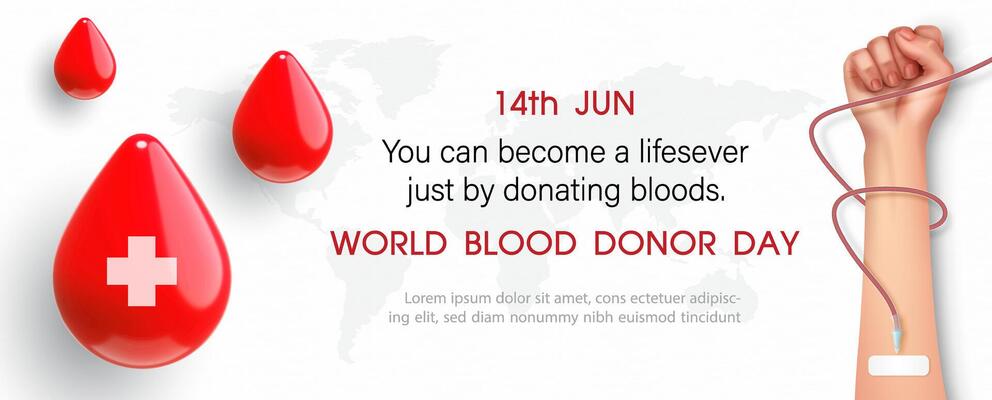 14th JUN
You can become a lifesever
just by donating bloods.
WORLD BLOOD DONOR DAY
Lorem ipsum dolor sit amet, cons ectetuer adipisc-
ing elit, sed diam nonummy nibh euismod tincidunt